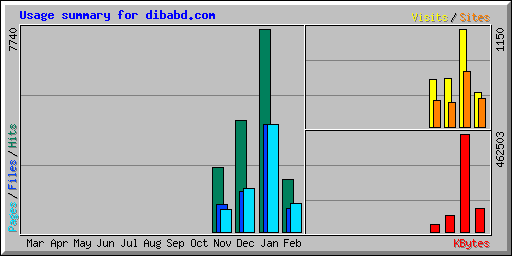 Usage summary for dibabd.com
Visits / Sites
7740
1150
Pages / Files / Hits
462503
Mar Apr May Jun Jul Aug Sep Oct Nov Dec Jan Feb
KBytes